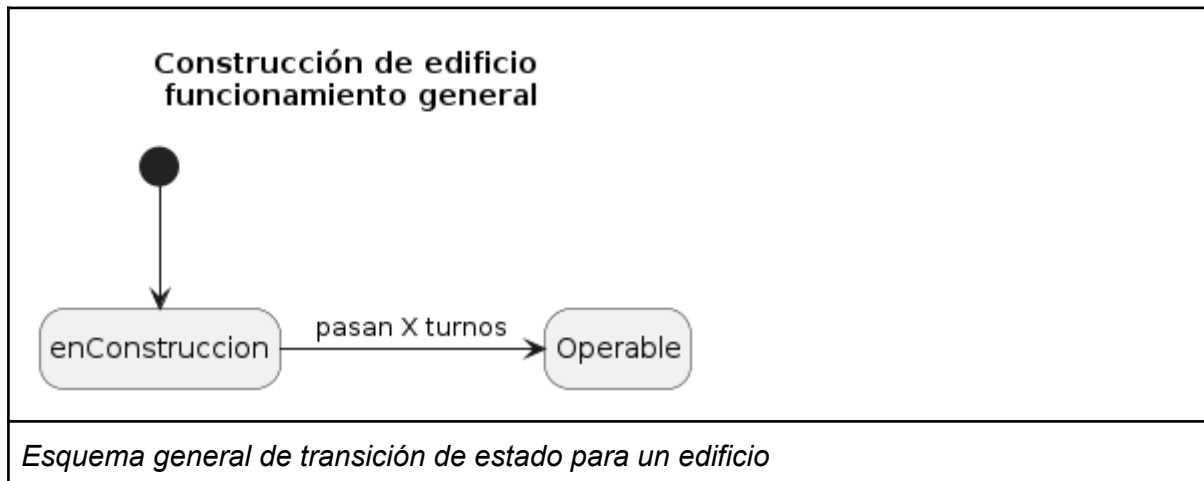 Construcción de edificio
funcionamiento general
enConstruccion
pasan X turnos
Operable
Esquema general de transición de estado para un edificio